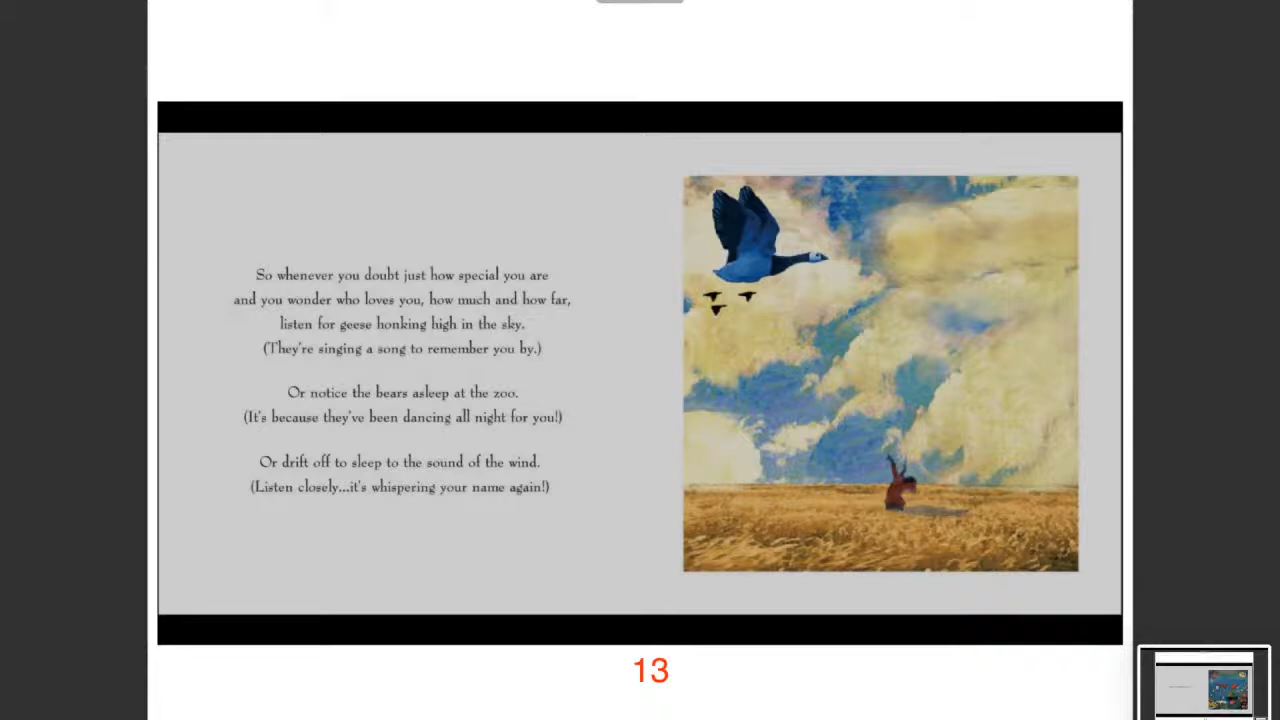 So whenever you doubt just how special you are
and you wonder who loves you, how much and how far,
listen for geese honking high in the sky.
(They're singing a song to remember you by.)
Or notice the bears asleep at the zoo.
(It's because they've been dancing all night for you!)
Or drift off to sleep to the sound of the wind.
(Listen closely...it's whispering your name again!)
13